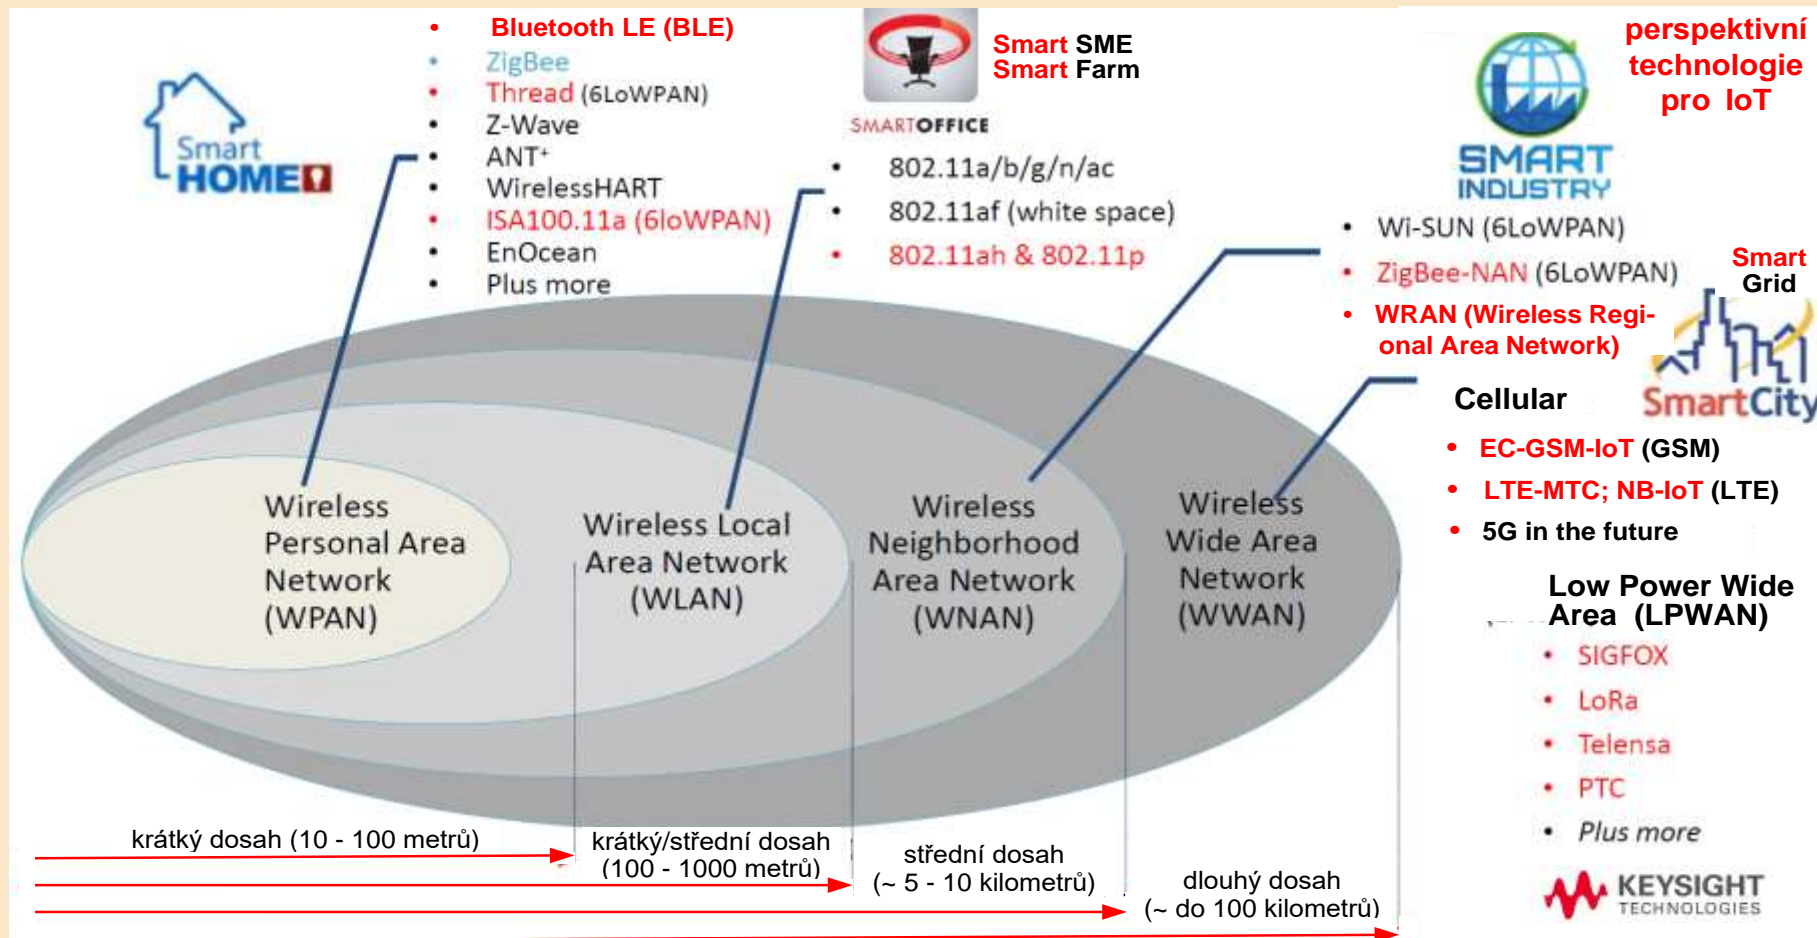 • Bluetooth LE (BLE)
• ZigBee
• Thread (6LoWPAN)
• Z-Wave
• ANT+
• WirelessHART
• ISA100.11a (6loWPAN)
• EnOcean
• Plus more
Smart
HOME
Smart SME
Smart Farm
SMARTOFFICE
• 802.11a/b/g/n/ac
• 802.11af (white space)
• 802.11ah & 802.11p
perspektivní
technologie
pro IoT
SMART
INDUSTRY
• Wi-SUN (6LoWPAN)
• ZigBee-NAN (6LoWPAN)
• WRAN (Wireless Regi-
onal Area Network)
Smart
Grid
SmartCity
Cellular
• EC-GSM-IoT (GSM)
• LTE-MTC; NB-IoT (LTE)
• 5G in the future
Low Power Wide
Area (LPWAN)
• SIGFOX
• LoRa
• Telensa
• PTC
• Plus more
KEYSIGHT
TECHNOLOGIES
Wireless
Personal Area
Network
(WPAN)
Wireless Local
Area Network
(WLAN)
Wireless
Neighborhood
Area Network
(WNAN)
Wireless
Wide Area
Network
(WWAN)
krátký dosah (10 - 100 metrů)
krátký/střední dosah
(100 - 1000 metrů)
střední dosah
(~ 5 - 10 kilometrů)
dlouhý dosah
(~ do 100 kilometrů)